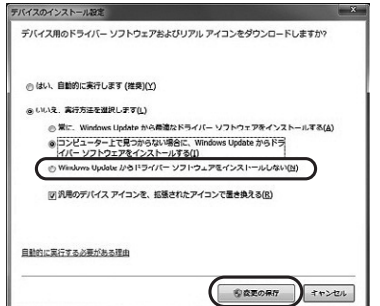 デバイスのインストール設定
デバイス用のドライバー ソフトウェアおよびリアル アイコンをダウンロードしますか?
はい、自動的に実行します (推奨)(Y)
いいえ、実行方法を選択します(L)
常に、Windows Update から最適なドライバー ソフトウェアをインストールする(A)
コンピューター上で見つからない場合に、Windows Update からドラ
イバー ソフトウェアをインストールする(I)
Windows Update からドライバー ソフトウェアをインストールしない(N)
汎用のデバイス アイコンを、拡張されたアイコンで置き換える(R)
自動的に実行する必要がある理由
変更の保存 キャンセル